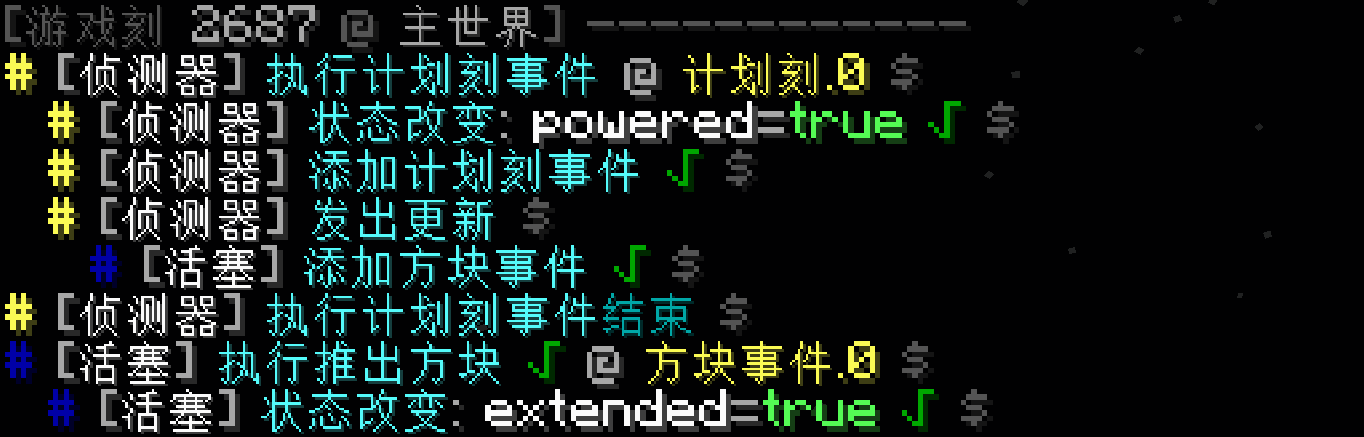 [游戏刻 2687 @ 主世界] -------------
# [侦测器] 执行计划刻事件 @ 计划刻.0 $
# [侦测器] 状态改变: powered=true √ $
# [侦测器] 添加计划刻事件 √ $
# [侦测器] 发出更新 $
# [活塞] 添加方块事件 √ $
# [侦测器] 执行计划刻事件结束 $
# [活塞] 执行推出方块 √ @ 方块事件.0 $
# [活塞] 状态改变: extended=true √ $